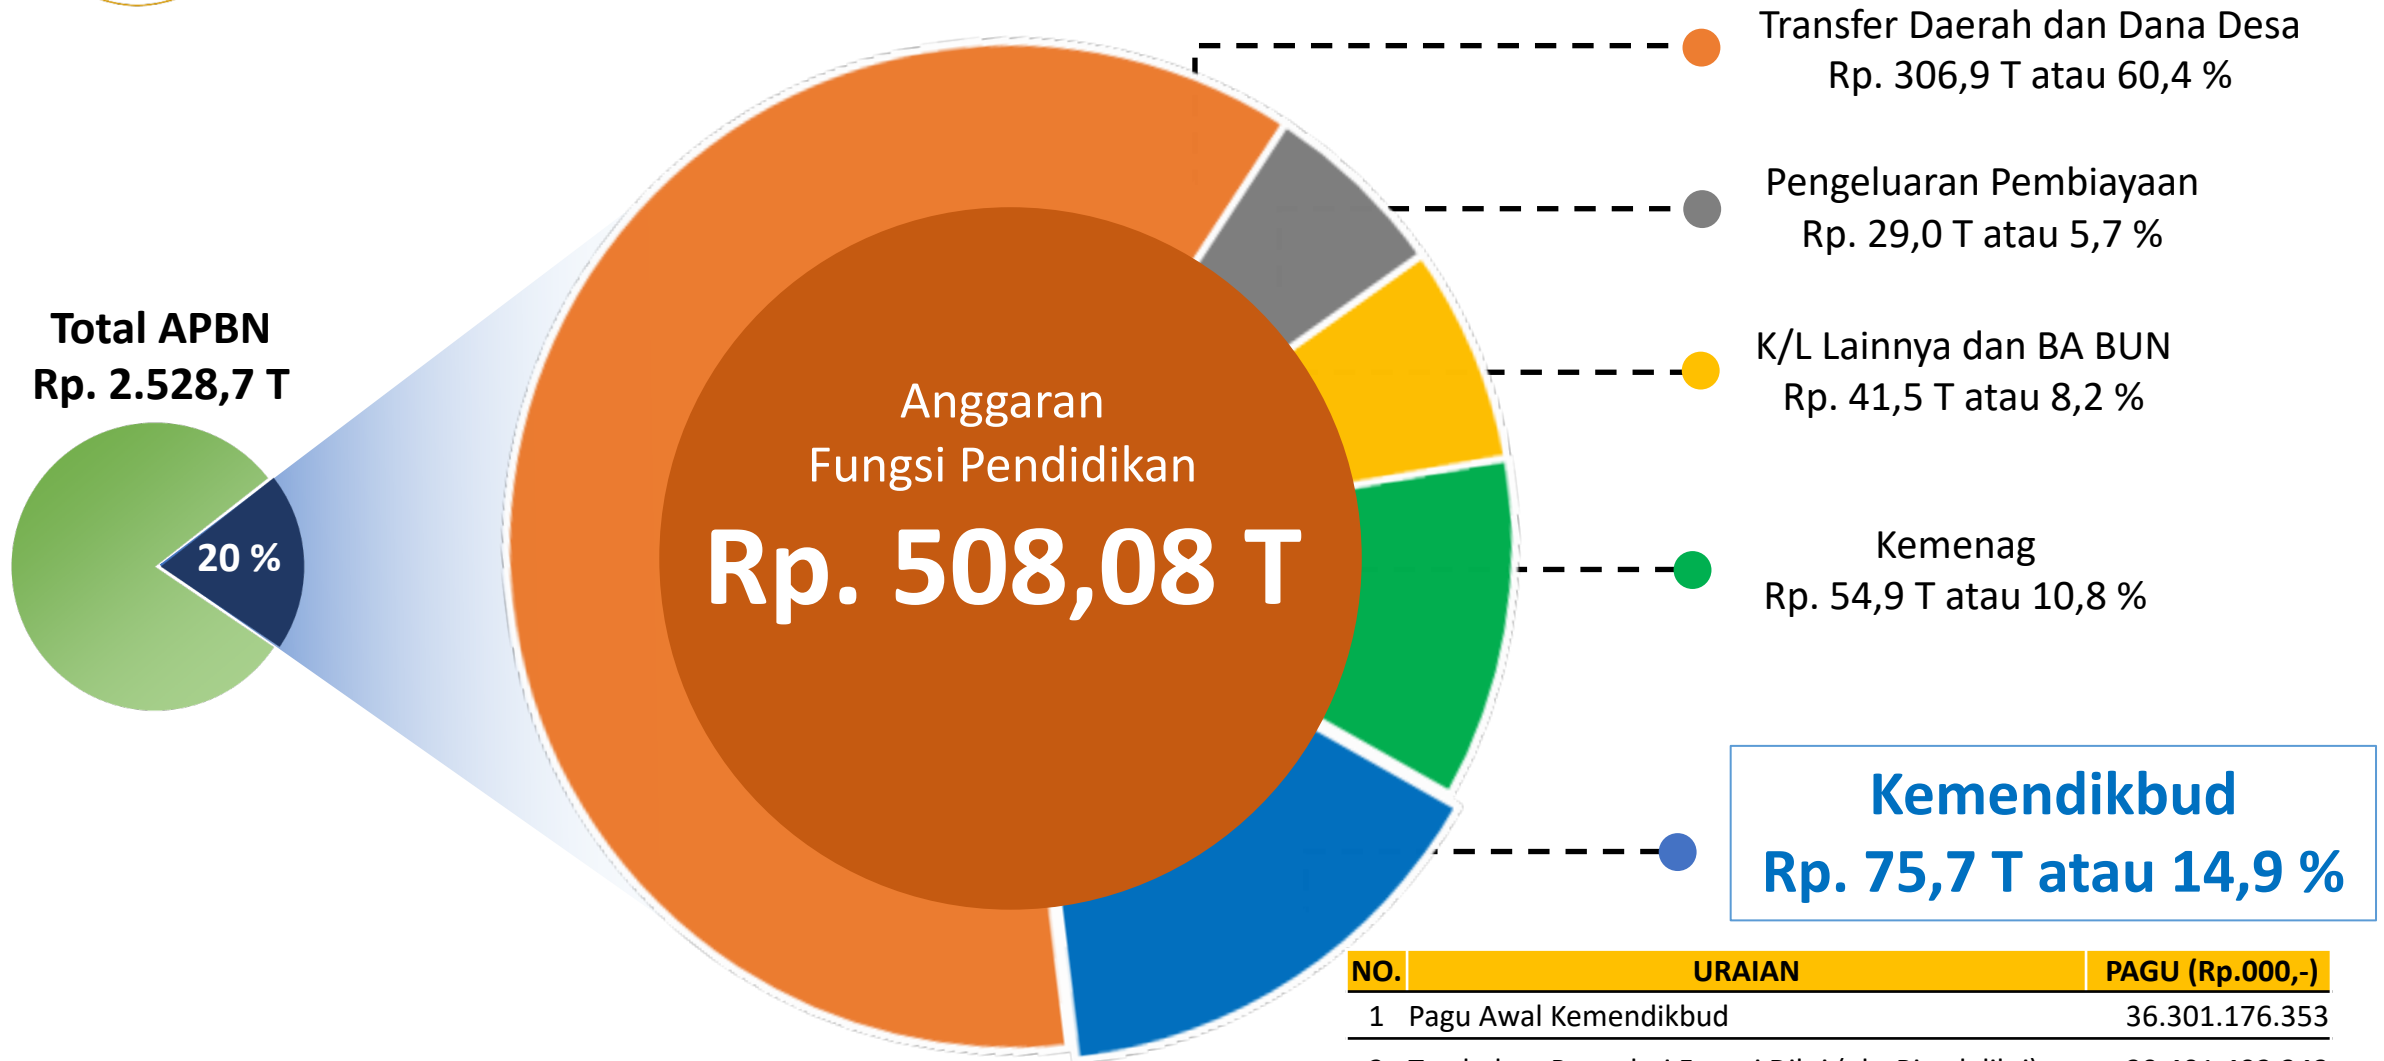 Transfer Daerah dan Dana Desa
Rp. 306,9 T atau 60,4 %
Pengeluaran Pembiayaan
Rp. 29,0 T atau 5,7 %
Total APBN
Rp. 2.528,7 T
20 %
K/L Lainnya dan BA BUN
Rp. 41,5 T atau 8,2 %
Anggaran
Fungsi Pendidikan
Rp. 508,08 T
Kemenag
Rp. 54,9 T atau 10,8 %
Kemendikbud
Rp. 75,7 T atau 14,9 %
NO. URAIAN PAGU (Rp.000,-)
1 Pagu Awal Kemendikbud 36.301.176.353